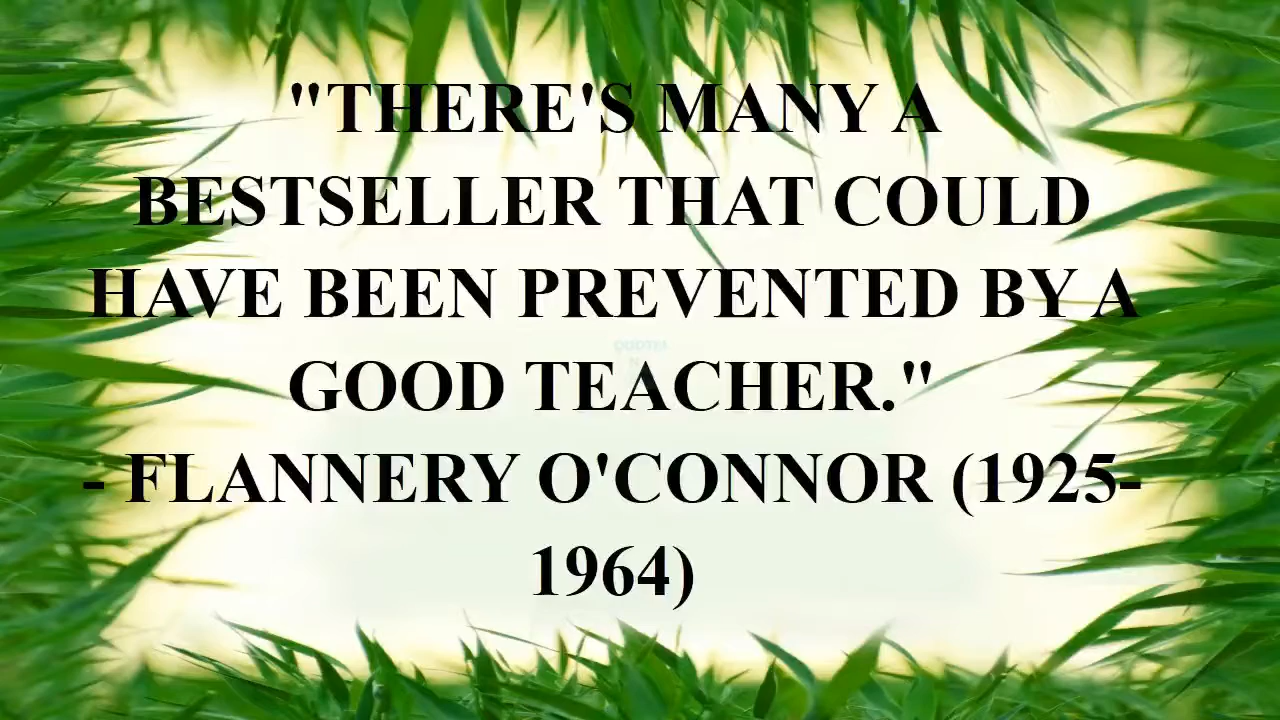 "THERE'S MANY A
BESTSELLER THAT COULD
HAVE BEEN PREVENTED BY A
GOOD TEACHER."
- FLANNERY O'CONNOR (1925-
1964)